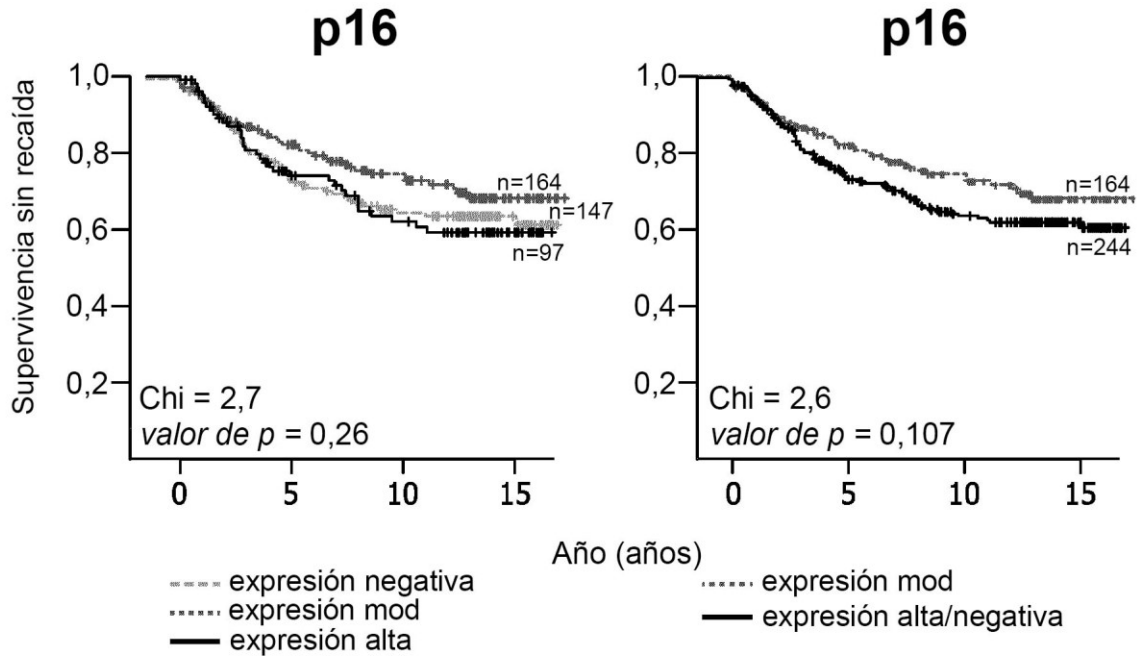 p16
Supervivencia sin recaída
1,0
0,8
0,6
0,4
0,2
n=164
n=147
n=97
Chi = 2,7
valor de p = 0,26
0 5 10 15
p16
1,0
0,8
0,6
0,4
0,2
n=164
n=244
Chi = 2,6
valor de p = 0,107
0 5 10 15
Año (años)
expresión negativa
expresión mod
expresión alta
expresión mod
expresión alta/negativa